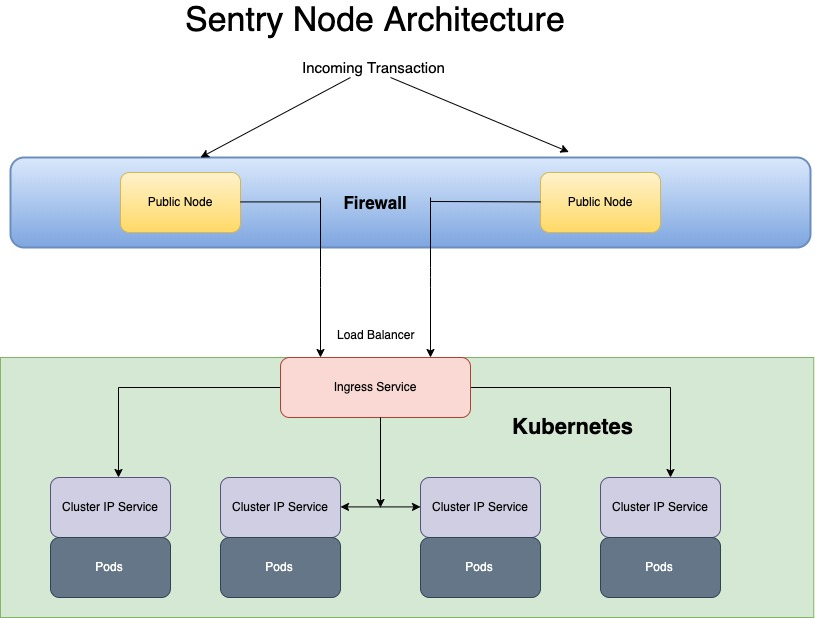 Sentry Node Architecture
Incoming Transaction
Public Node
Firewall
Public Node
Load Balancer
Ingress Service
Kubernetes
Cluster IP Service
Cluster IP Service
Cluster IP Service
Cluster IP Service
Pods
Pods
Pods
Pods